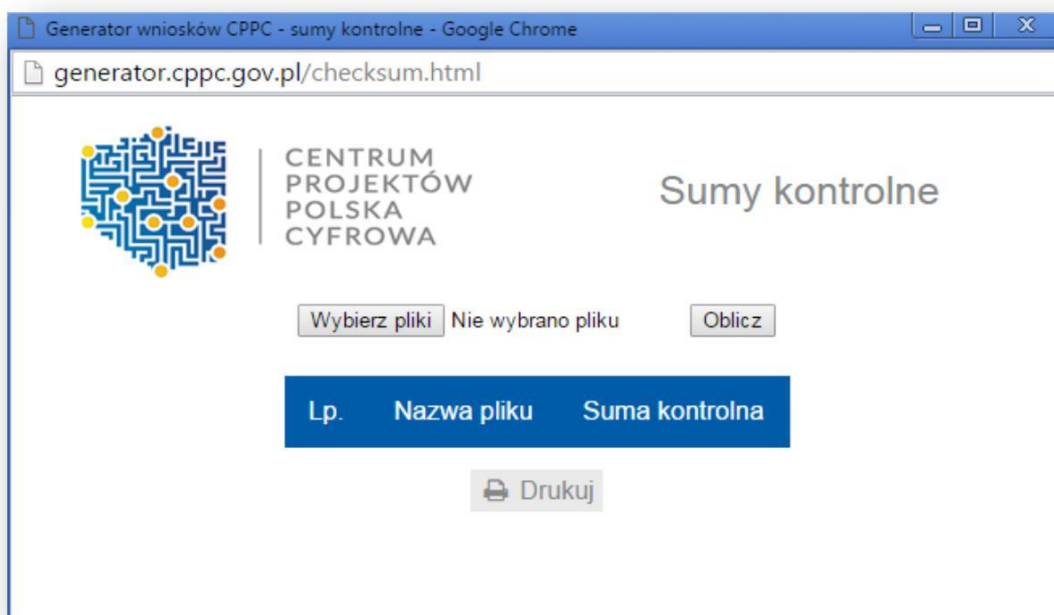 Generator wniosków CPPC - sumy kontrolne - Google Chrome
generator.cppc.gov.pl/checksum.html
CENTRUM
PROJEKTÓW
POLSKA
CYFROWA
Sumy kontrolne
Wybierz pliki Nie wybrano pliku Oblicz
Lp. Nazwa pliku Suma kontrolna
Drukuj